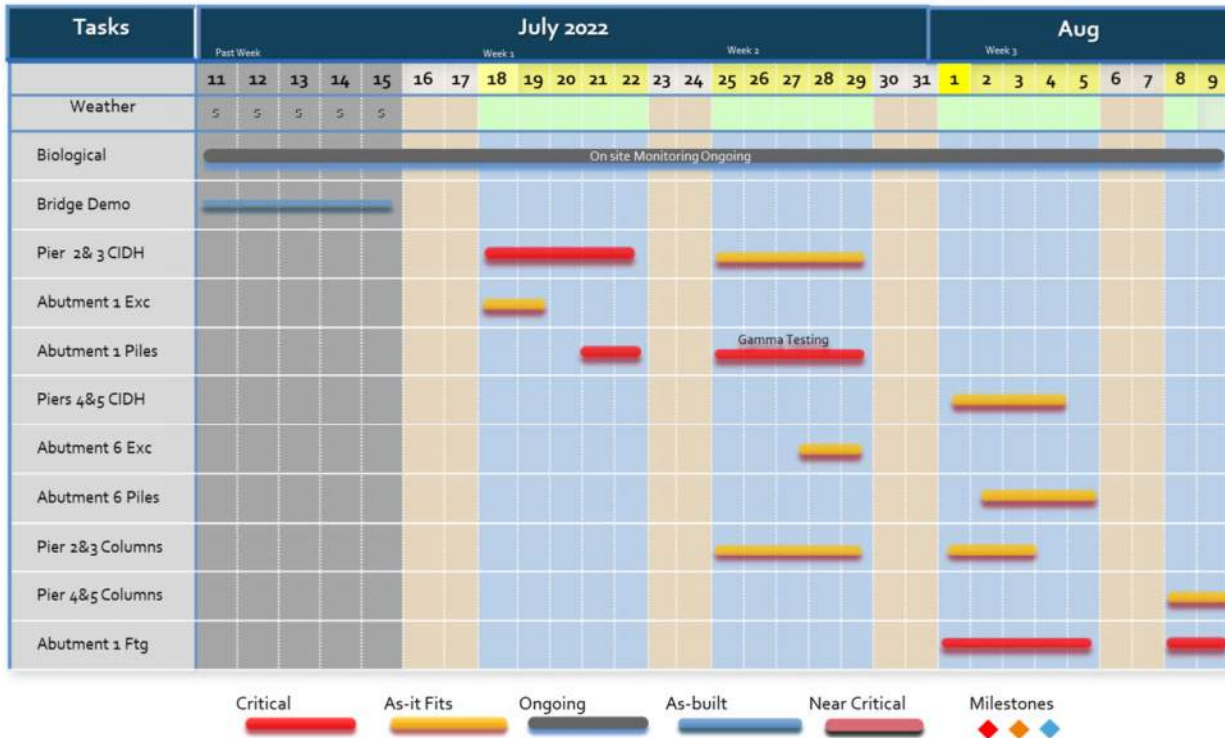 Tasks
July 2022
Aug
Past Week
Week 1
Week 2
Week 3
11 12 13 14 15 16 17 18 19 20 21 22 23 24 25 26 27 28 29 30 31 1 2 3 4 5 6 7 8 9
Weather
S S S S S
Biological
On site Monitoring Ongoing
Bridge Demo
Pier 2& 3 CIDH
Abutment 1 Exc
Abutment 1 Piles
Gamma Testing
Piers 4&5 CIDH
Abutment 6 Exc
Abutment 6 Piles
Pier 2&3 Columns
Pier 4&5 Columns
Abutment 1 Ftg
Critical
As-it Fits
Ongoing
As-built
Near Critical
Milestones